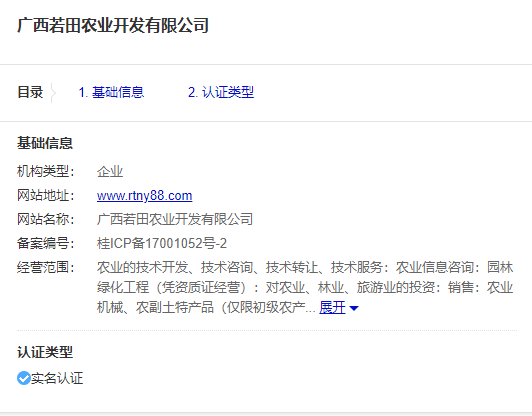 广西若田农业开发有限公司
目录 1. 基础信息 2. 认证类型
基础信息
机构类型： 企业
网站地址： www.rtny88.com
网站名称： 广西若田农业开发有限公司
备案编号： 桂ICP备17001052号-2
经营范围： 农业的技术开发、技术咨询、技术转让、技术服务：农业信息咨询：园林
绿化工程（凭资质证经营）：对农业、林业、旅游业的投资：销售：农业
机械、农副土特产品（仅限初级农产... 展开
认证类型
实名认证